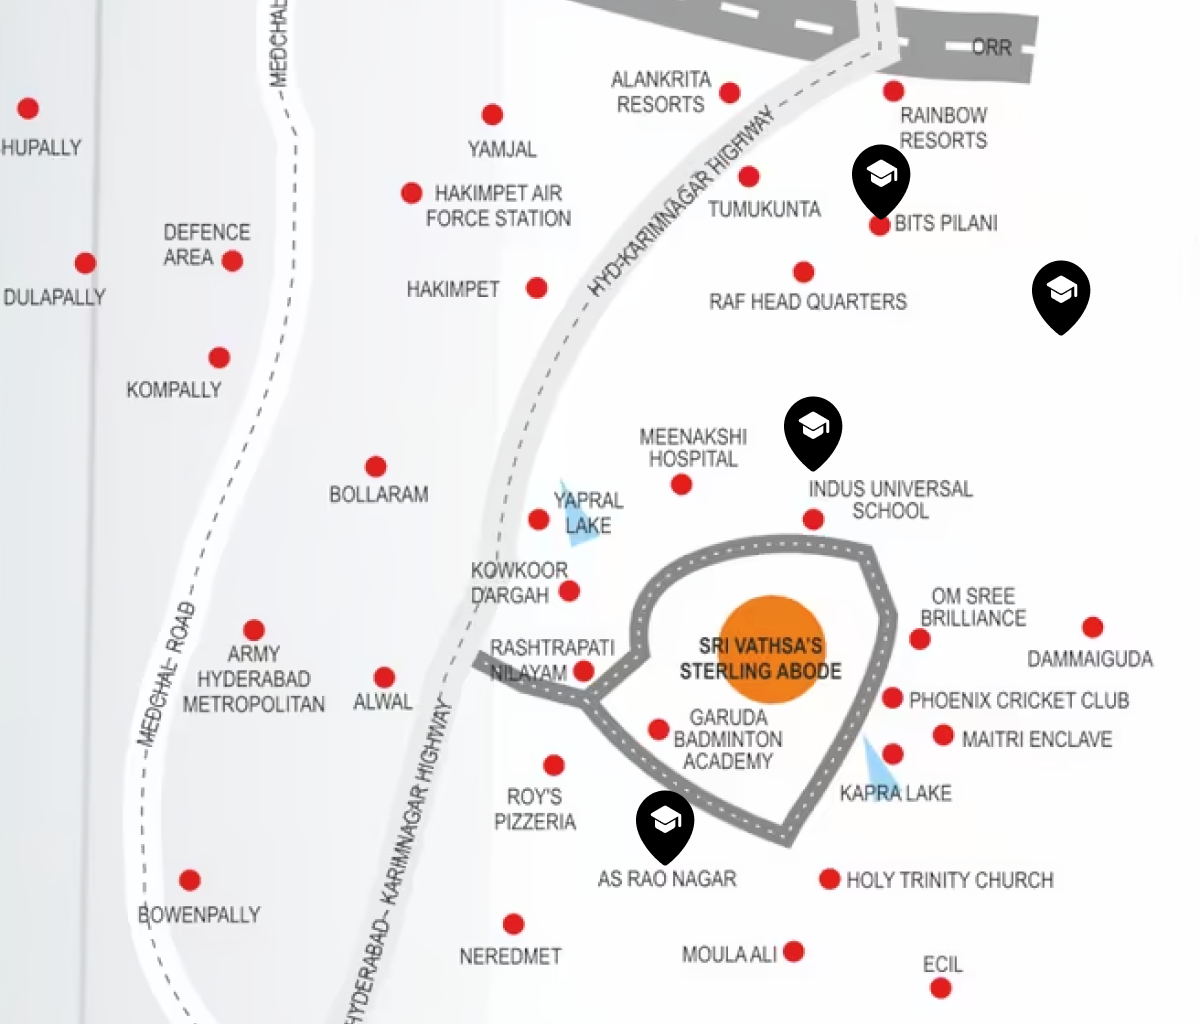 MEDCHAL
ORR
ALANKRITA
RESORTS
RAINBOW
RESORTS
HUPALLY
YAMJAL
HAKIMPET AIR
FORCE STATION
TUMUKUNTA
BITS PILANI
HYD-KARIMNAGAR HIGHWAY
DEFENCE
AREA
DULAPALLY
HAKIMPET
RAF HEAD QUARTERS
KOMPALLY
MEENAKSHI
HOSPITAL
BOLLARAM
YAPRAL
LAKE
INDUS UNIVERSAL
SCHOOL
KOWKOOR
DARGAH
OM SREE
BRILLIANCE
MEDCHAL ROAD
ARMY
HYDERABAD
METROPOLITAN
ALWAL
RASHTRAPATI
NILAYAM
SRI VATHSA'S
STERLING ABODE
DAMMAIGUDA
PHOENIX CRICKET CLUB
GARUDA
BADMINTON
ACADEMY
MAITRI ENCLAVE
KAPRA LAKE
ROY'S
PIZZERIA
HYDERABAD- KARIMNAGAR HIGHWAY
AS RAO NAGAR
HOLY TRINITY CHURCH
BOWENPALLY
NEREDMET
MOULA ALI
ECIL